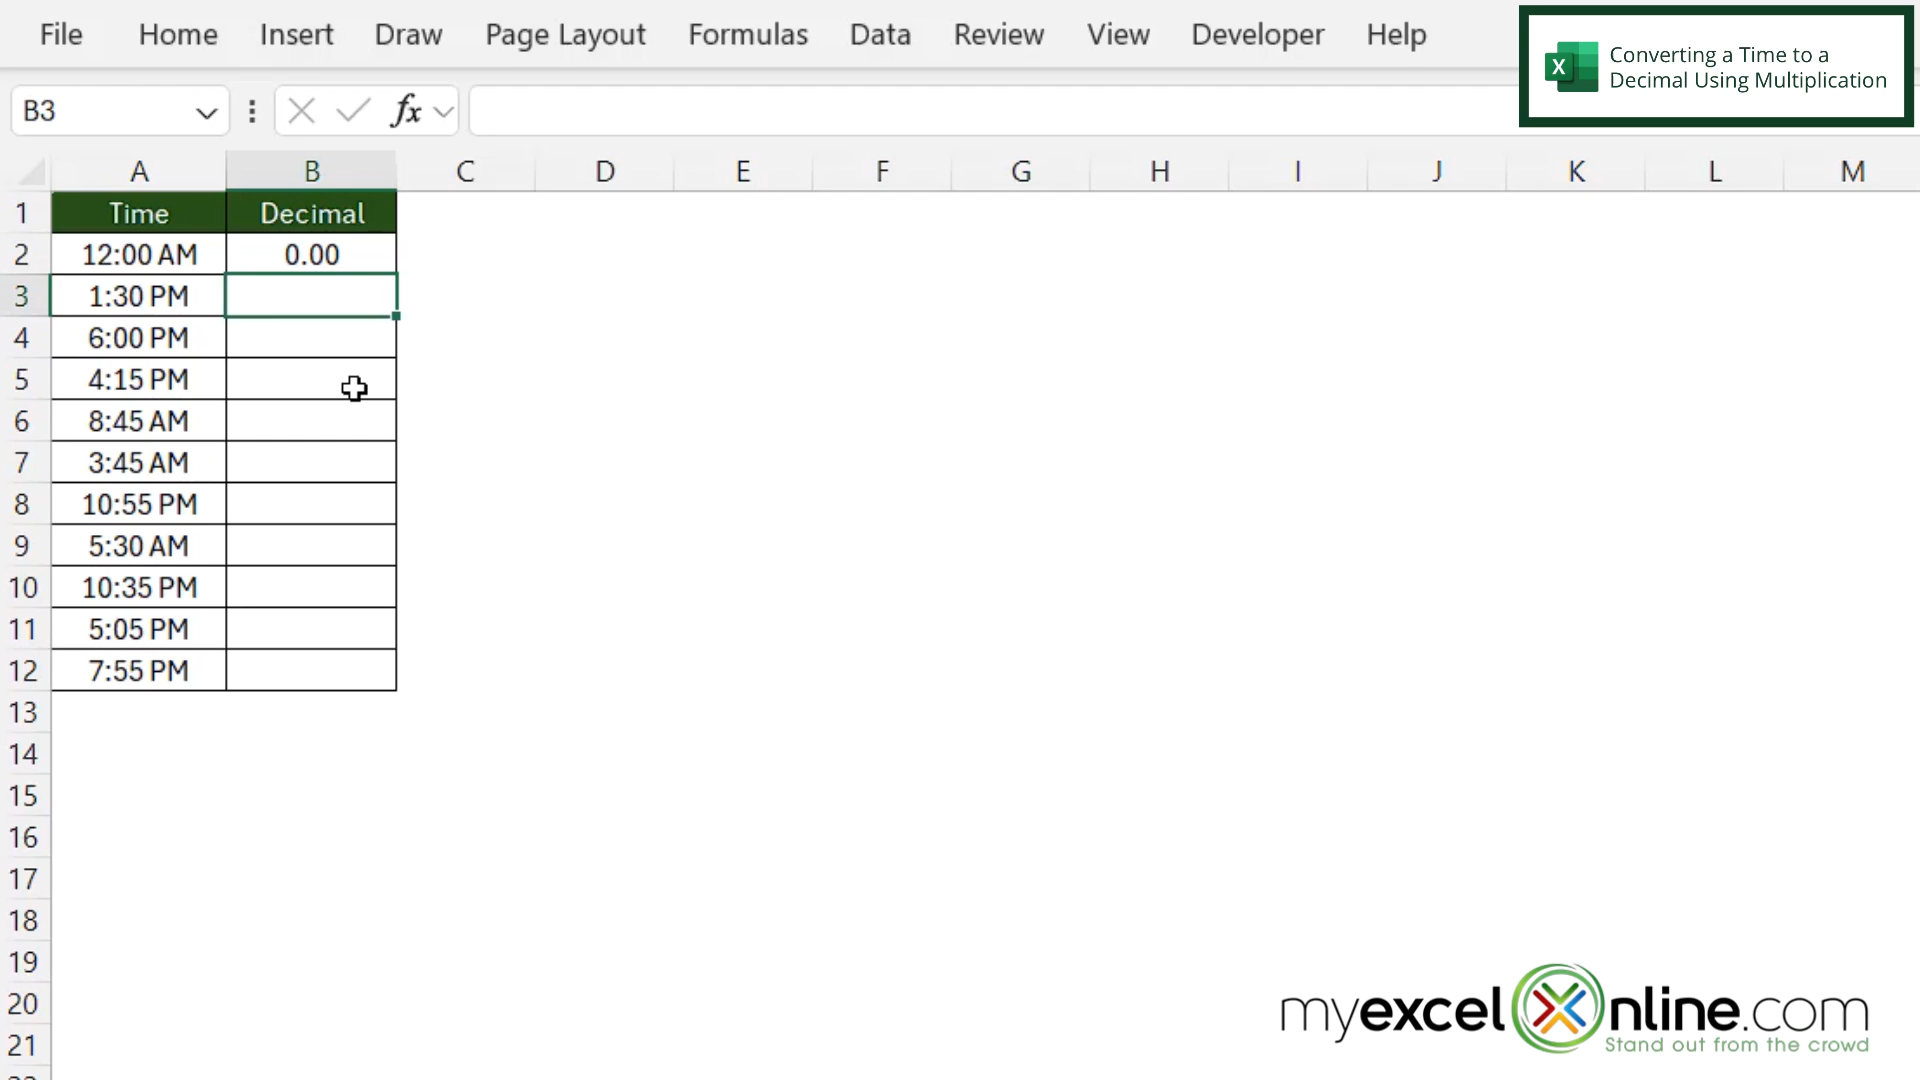 File Home Insert Draw Page Layout Formulas Data Review View Developer Help
Converting a Time to a
Decimal Using Multiplication
B3 fx
A B C D E F G H I J K L M
1 Time Decimal
2 12:00 AM 0.00
3 1:30 PM
4 6:00 PM
5 4:15 PM
6 8:45 AM
7 3:45 AM
8 10:55 PM
9 5:30 AM
10 10:35 PM
11 5:05 PM
12 7:55 PM
13
14
15
16
17
18
19
20
21
myexcelonline.com
Stand out from the crowd